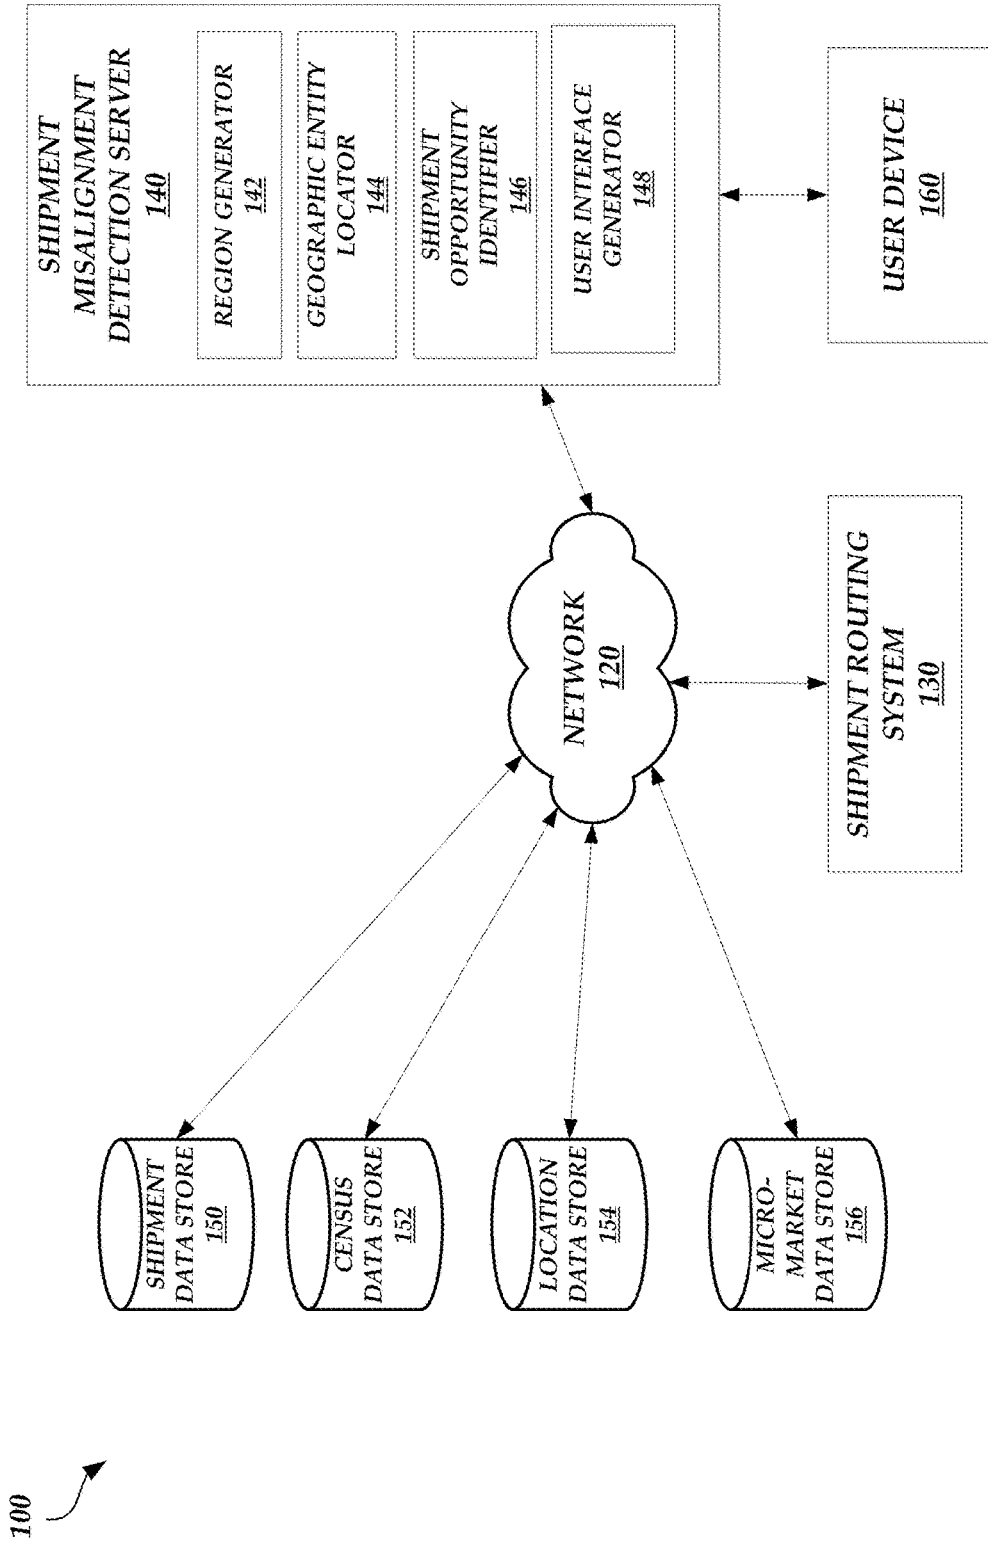 100
SHIPMENT
DATA STORE
150
CENSUS
DATA STORE
152
LOCATION
DATA STORE
154
MICRO-
MARKET
DATA STORE
156
NETWORK
120
SHIPMENT ROUTING
SYSTEM
130
SHIPMENT
MISALIGNMENT
DETECTION SERVER
140
REGION GENERATOR
142
GEOGRAPHIC ENTITY
LOCATOR
144
SHIPMENT
OPPORTUNITY
IDENTIFIER
146
USER INTERFACE
GENERATOR
148
USER DEVICE
160